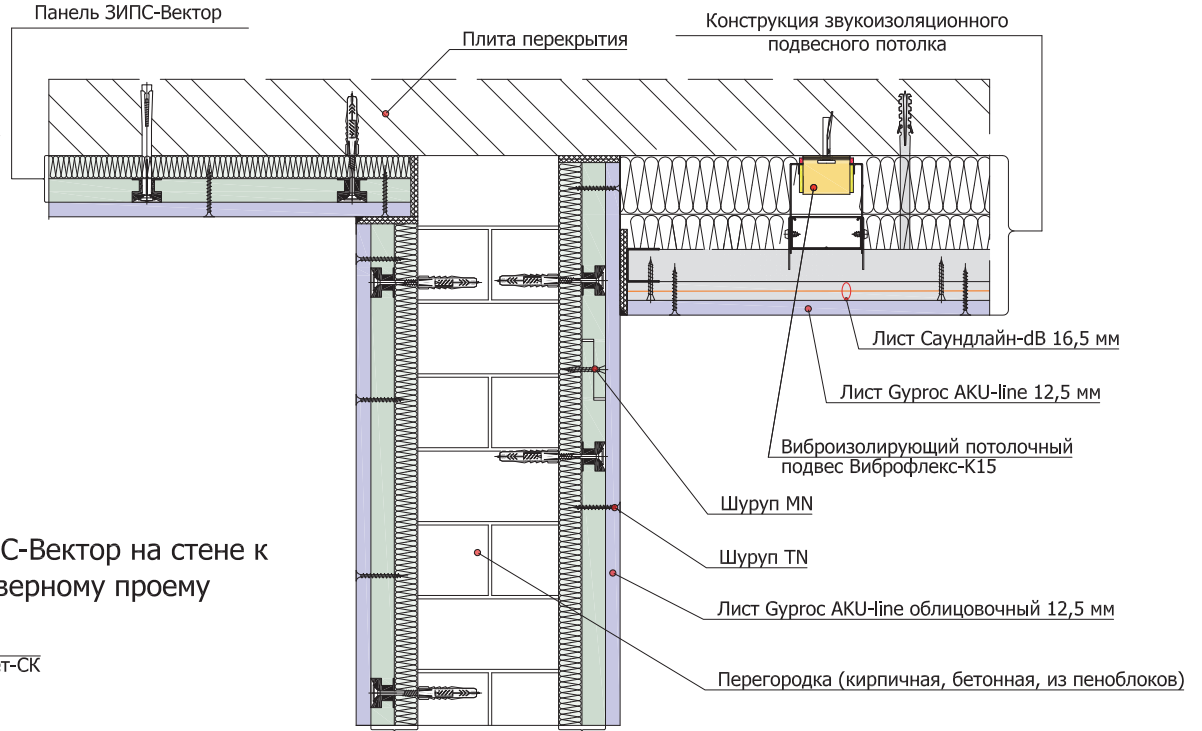 Панель ЗИПС-Вектор
Плита перекрытия
Конструкция звукоизоляционного
подвесного потолка
Лист Саундлайн-dB 16,5 мм
Лист Gyproc AKU-line 12,5 мм
Виброизолирующий потолочный
подвес Виброфлекс-К15
Шуруп MN
Шуруп TN
Лист Gyproc AKU-line облицовочный 12,5 мм
Перегородка (кирпичная, бетонная, из пеноблоков)
С-Вектор на стене к
верному проему
ет-СК